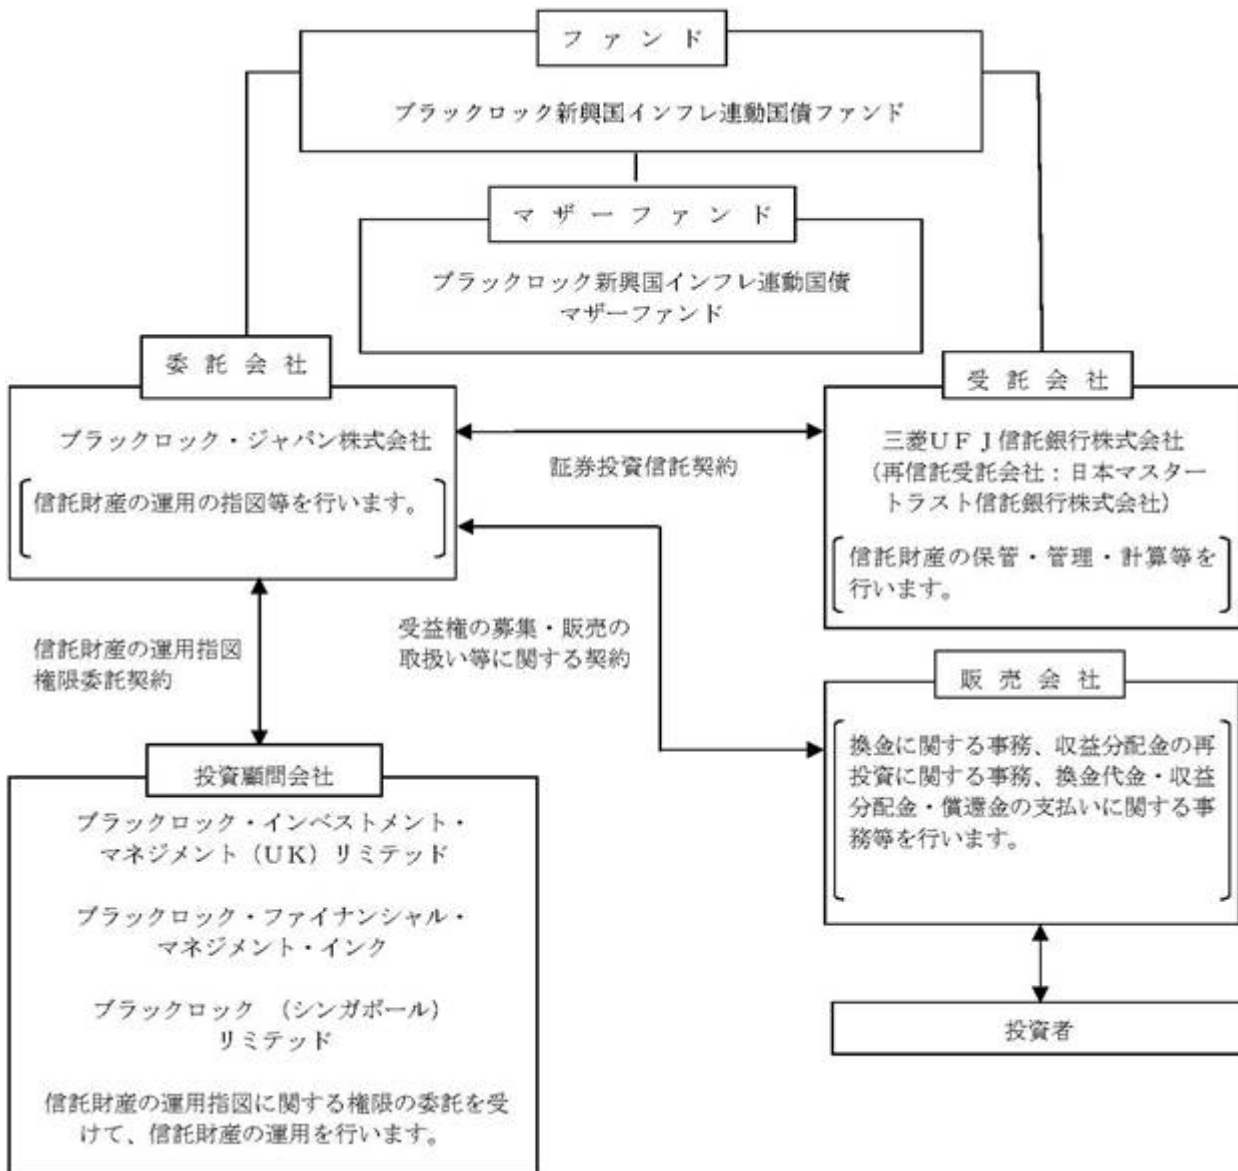 ファンド
ブラックロック新興国インフレ連動国債ファンド
マザーファンド
ブラックロック新興国インフレ連動国債
マザーファンド
委託会社
ブラックロック・ジャパン株式会社
信託財産の運用の指図等を行います。
証券投資信託契約
受託会社
三菱UFJ信託銀行株式会社
(再信託受託会社:日本マスター
トラスト信託銀行株式会社)
信託財産の保管・管理・計算等を
行います。
信託財産の運用指図
権限委託契約
受益権の募集・販売の
取扱い等に関する契約
販売会社
換金に関する事務、収益分配金の再
投資に関する事務、換金代金・収益
分配金・償還金の支払いに関する事
務等を行います。
投資顧問会社
ブラックロック・インベストメント・
マネジメント(UK)リミテッド
ブラックロック・ファイナンシャル・
マネジメント・インク
ブラックロック (シンガポール)
リミテッド
信託財産の運用指図に関する権限の委託を受
けて、信託財産の運用を行います。
投資者